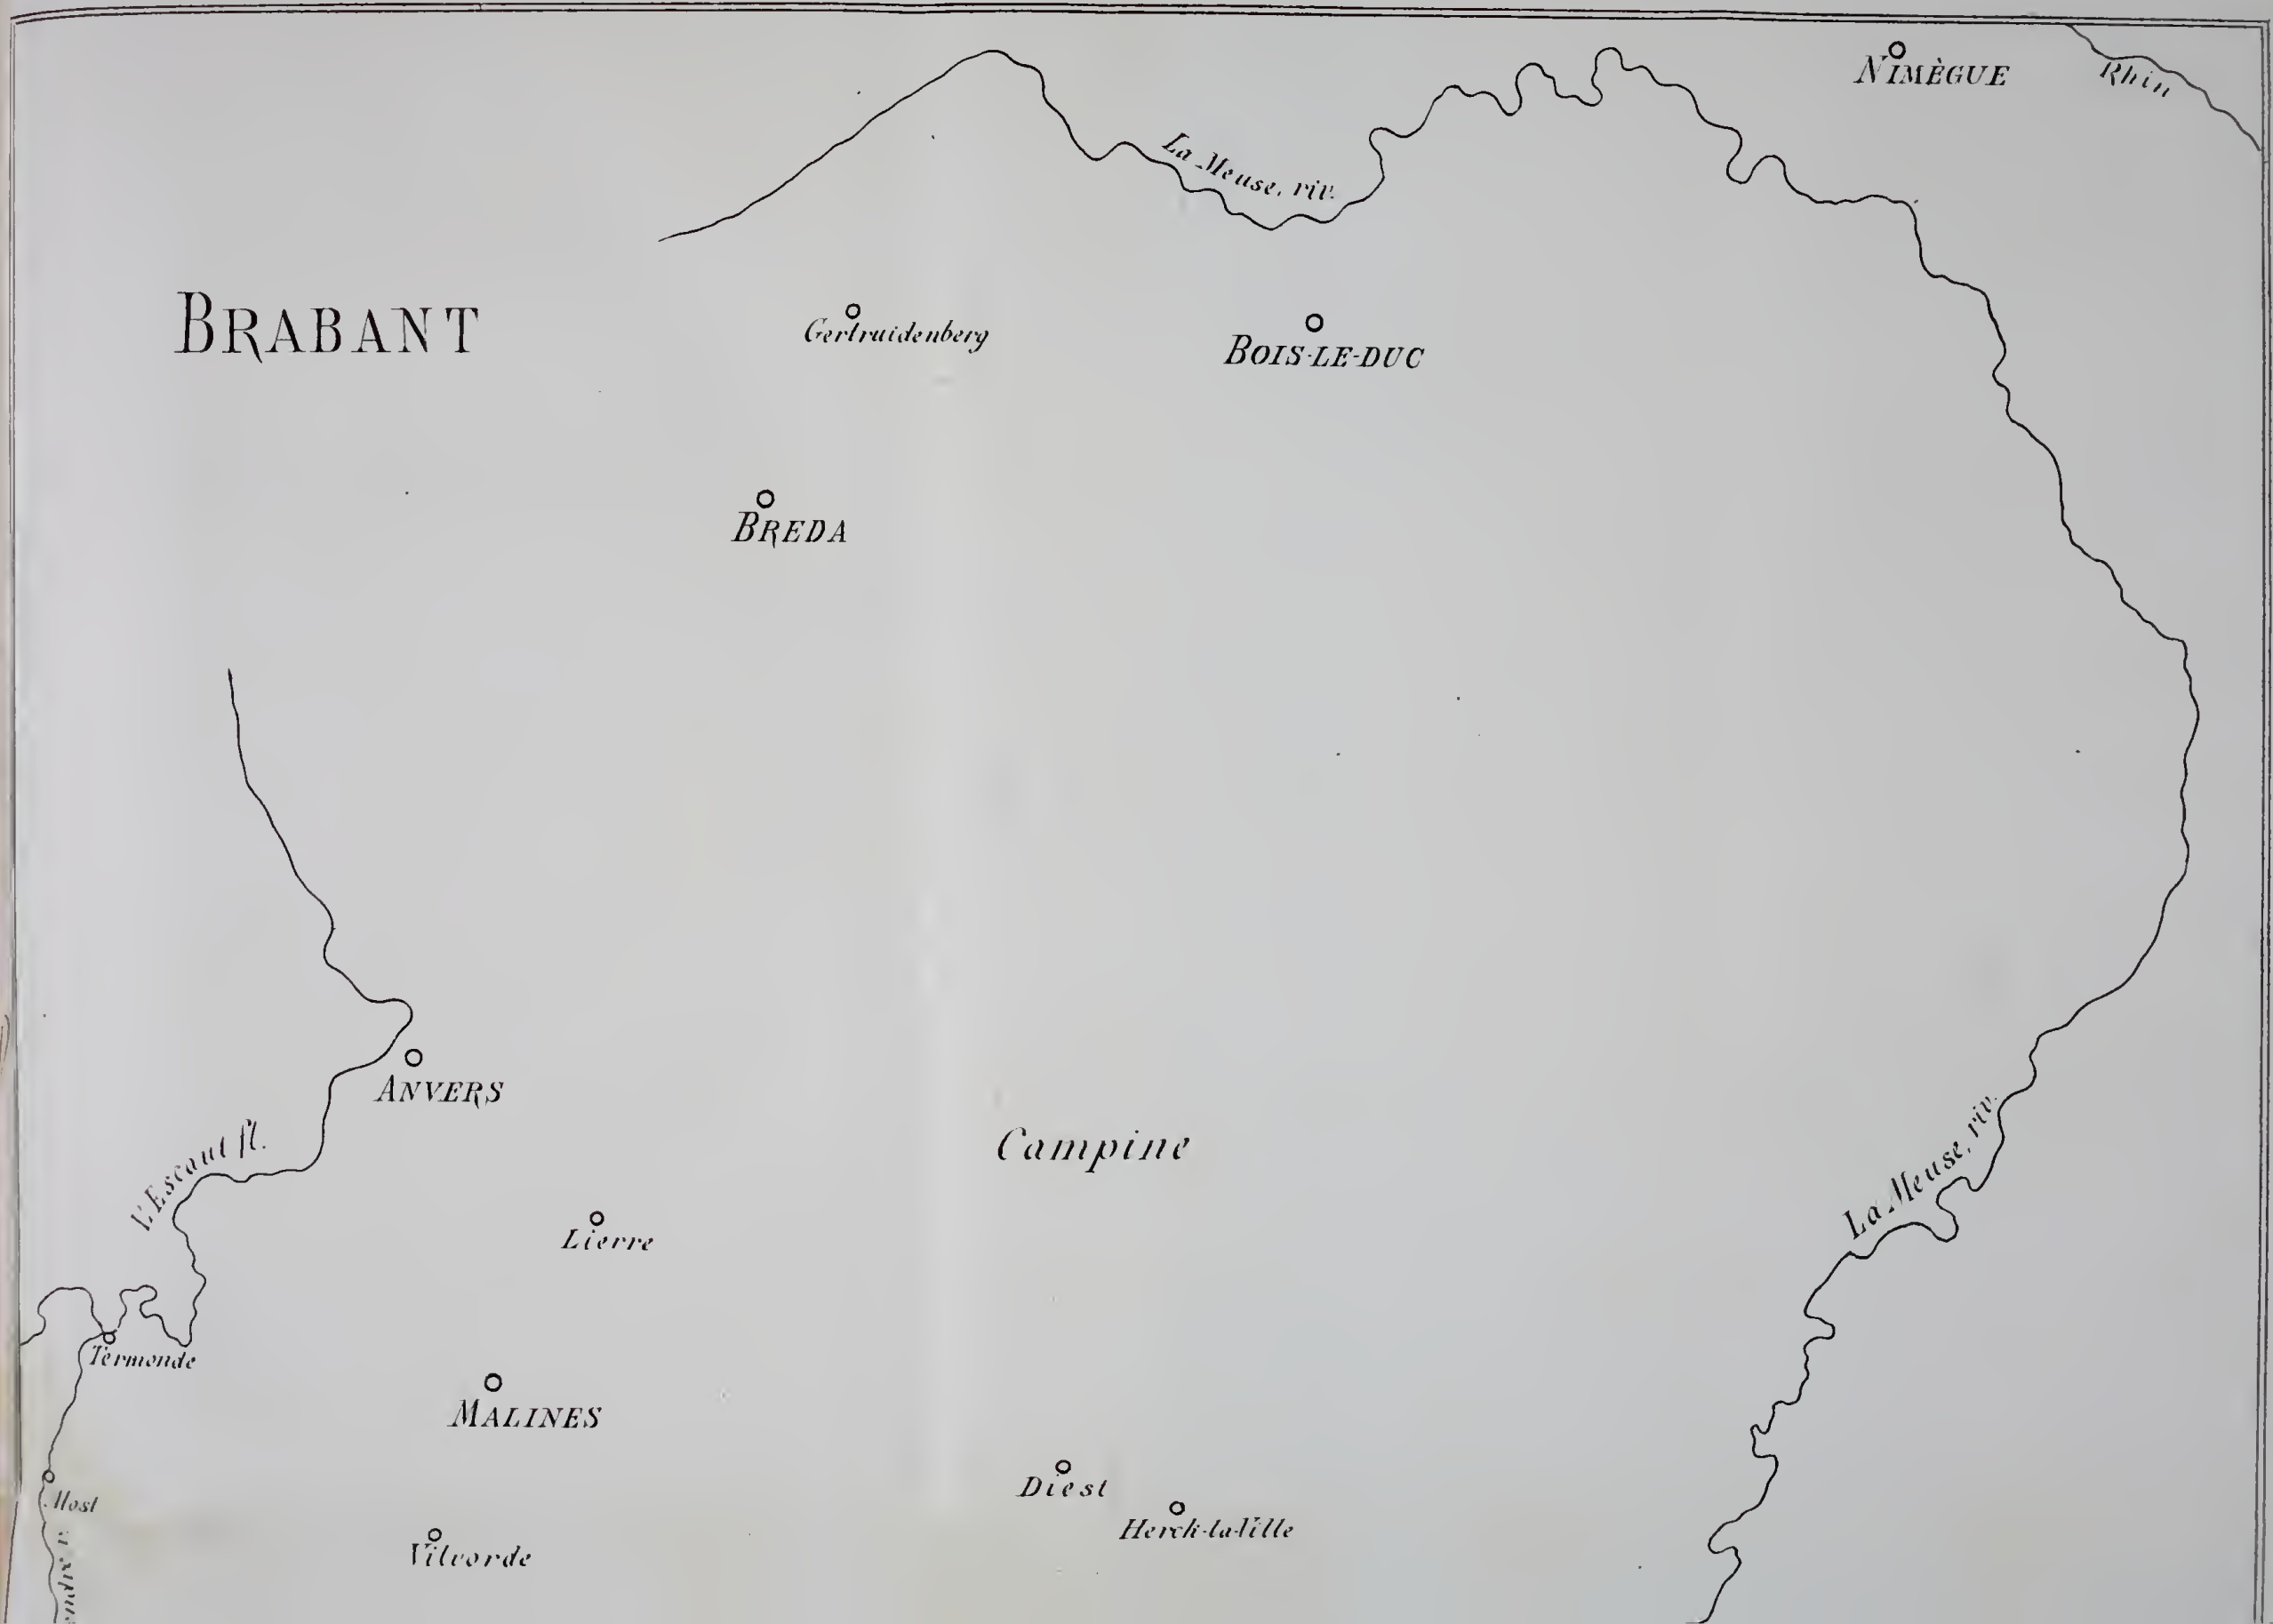 NIMÈGUE
Rhin
La Meuse, riv.
BRABANT
Gertruidenberg
BOIS-LE-DUC
BREDA
ANVERS
L'Escaut fl.
Campine
La Meuse, riv.
Lierre
Termonde
MALINES
Diest
Herck-la-Ville
Alost
Vilvorde